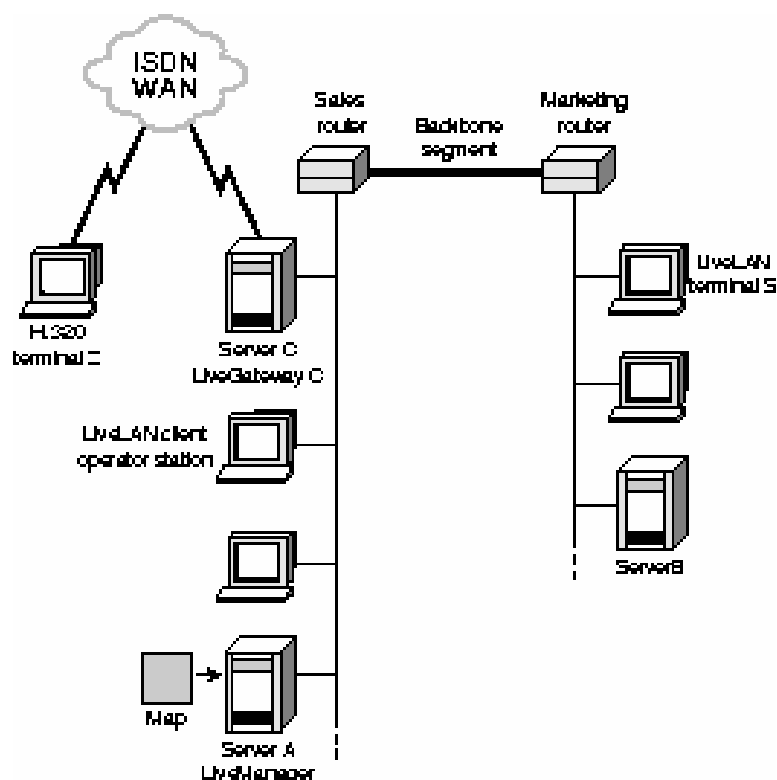 ISDN
WAN
Sales
router
Backbone
segment
Marketing
router
LiveLAN
terminal S
H.320
terminal
Server C
LiveGateway C
LiveLAN client
operator station
Server B
Map
Server A
LiveManager